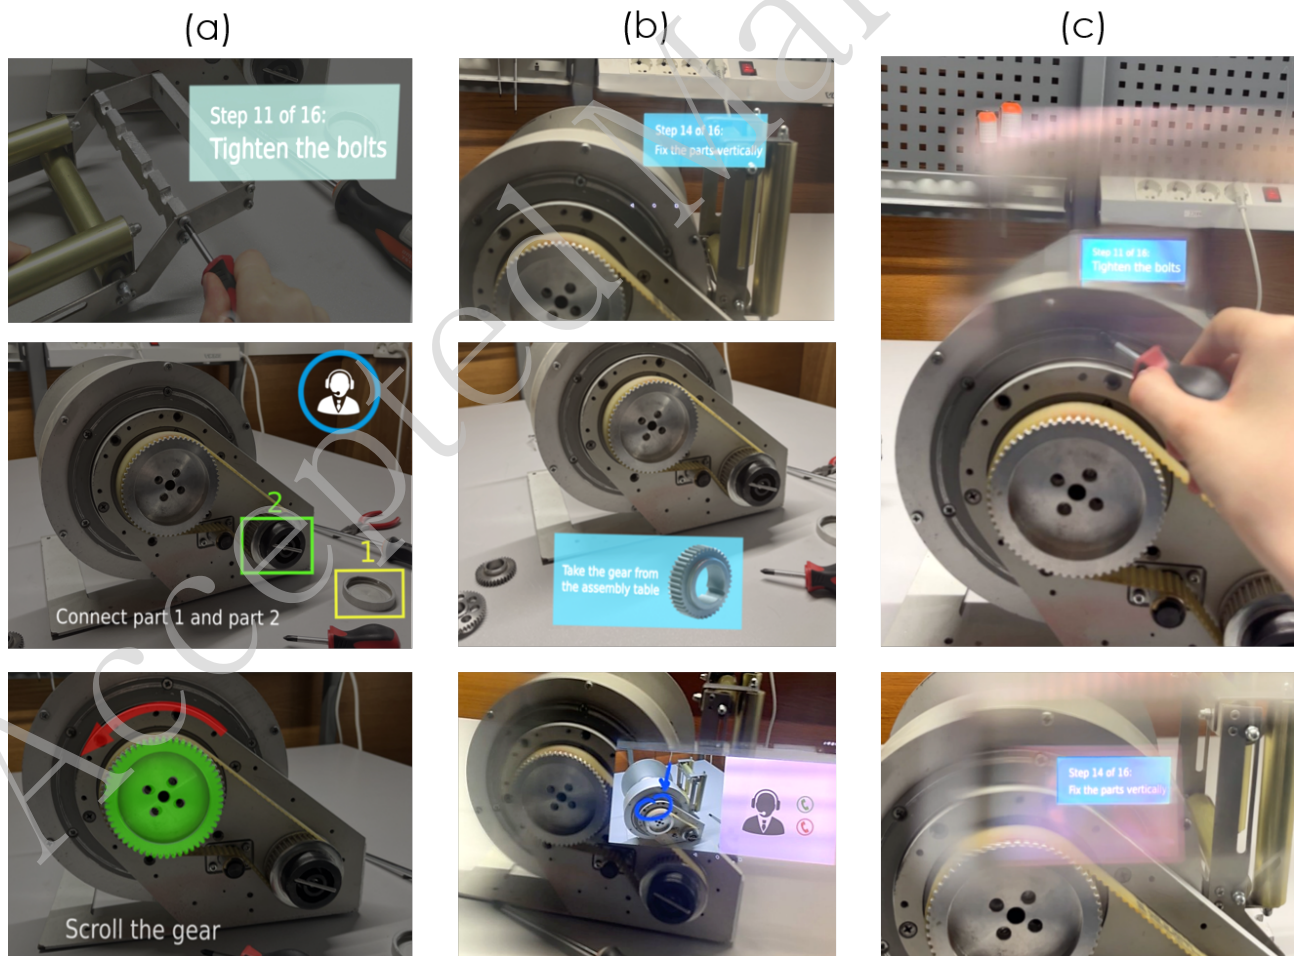 (a)
(b)
(c)
Step 11 of 16:
Tighten the bolts
Step 14 of 16:
Fix the parts vertically
Step 11 of 16:
Tighten the bolts
2
1
Connect part 1 and part 2
Take the gear from
the assembly table
Scroll the gear
Step 14 of 16:
Fix the parts vertically
Accepted Ma